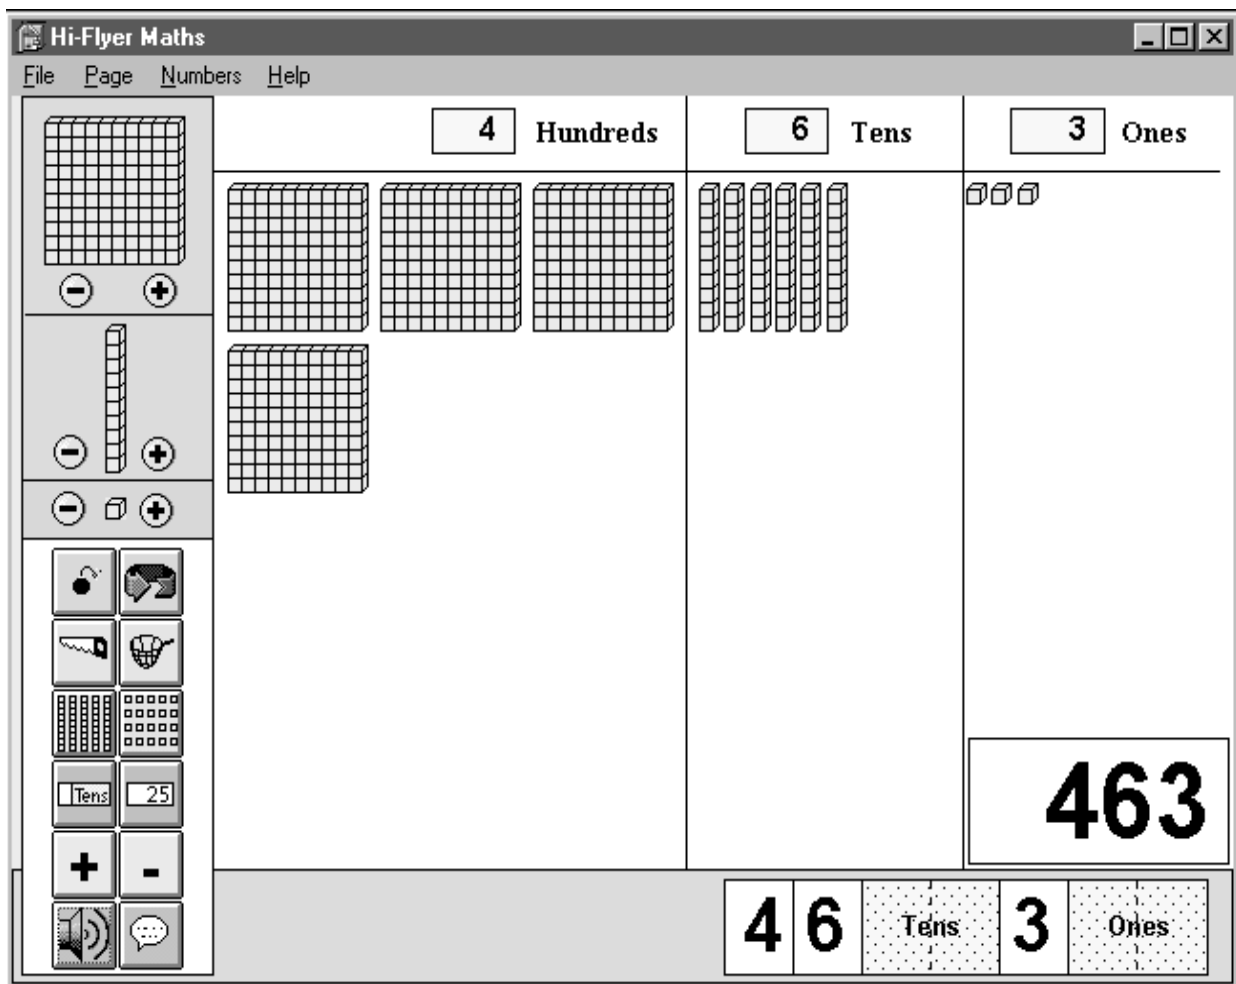 Hi-Flyer Maths
File Page Numbers Help
4 Hundreds 6 Tens 3 Ones
Tens 25
+ -
463
4 6 Tens 3 Ones